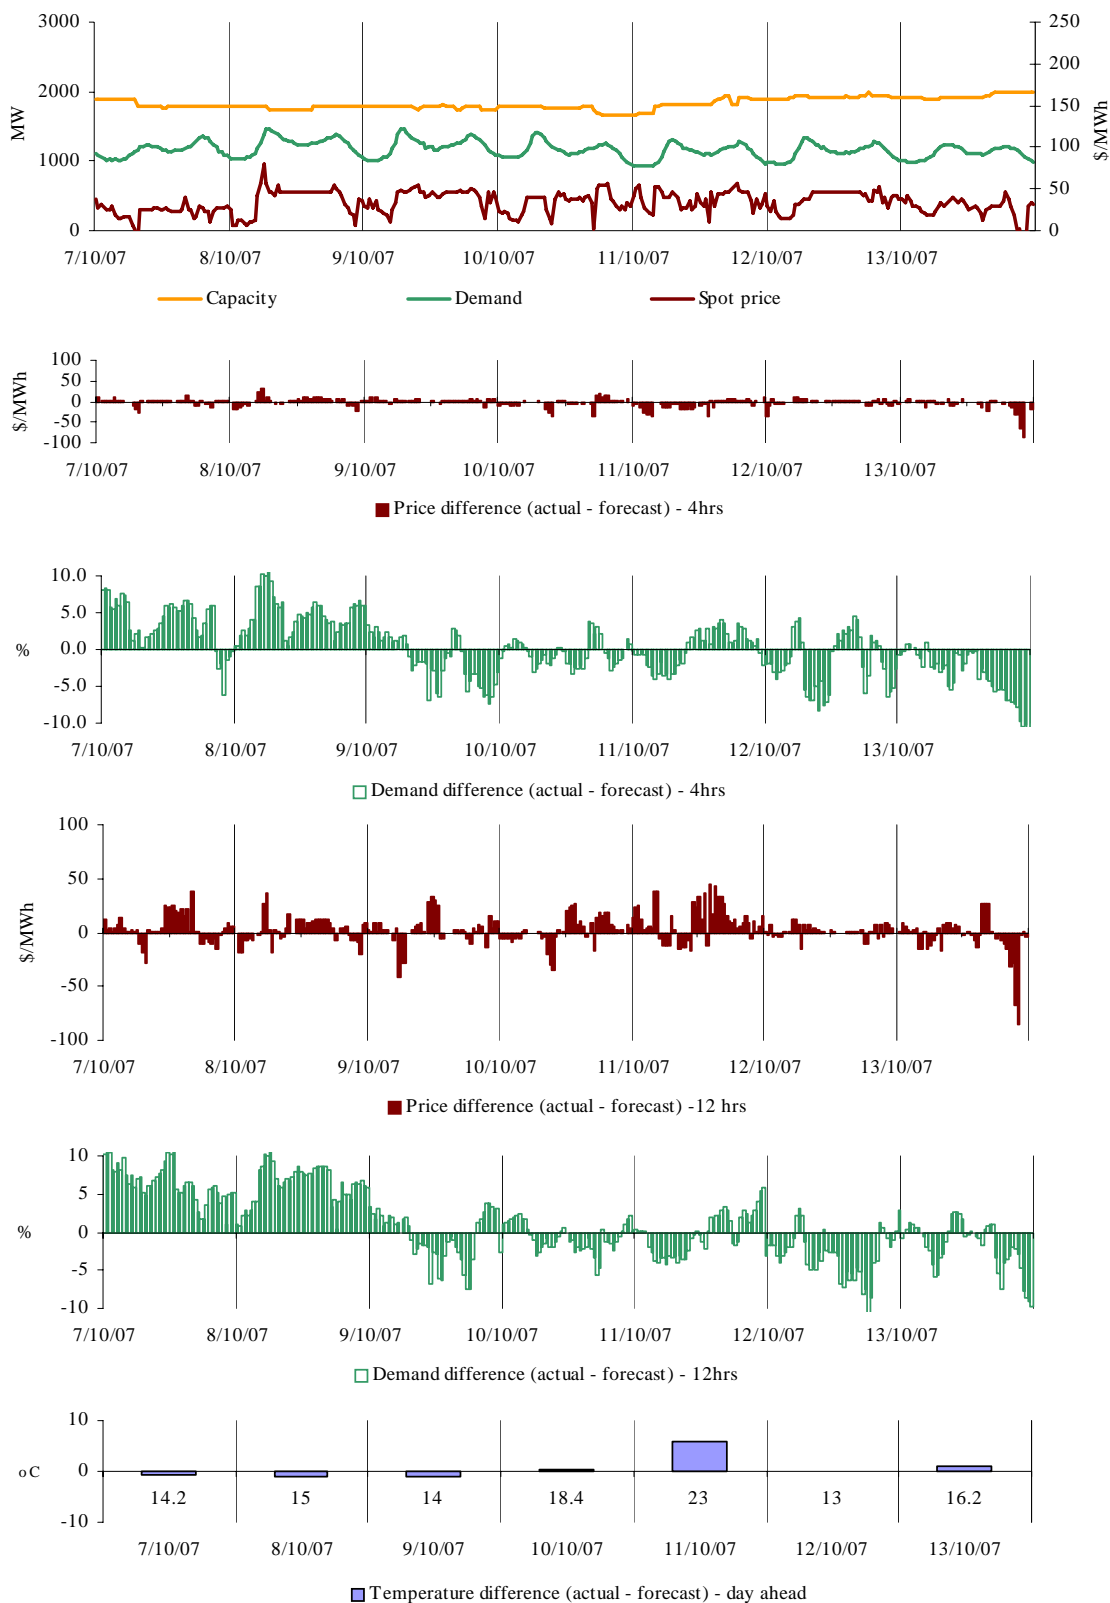 3000 250
200
2000
150
MW $/MWh
100
1000
50
0 0
7/10/07 8/10/07 9/10/07 10/10/07 11/10/07 12/10/07 13/10/07
Capacity Demand Spot price
100
50
$/MWh 0
-50
-100
7/10/07 8/10/07 9/10/07 10/10/07 11/10/07 12/10/07 13/10/07
Price difference (actual - forecast) - 4hrs
10.0
5.0
% 0.0
-5.0
-10.0
7/10/07 8/10/07 9/10/07 10/10/07 11/10/07 12/10/07 13/10/07
Demand difference (actual - forecast) - 4hrs
100
50
$/MWh 0
-50
-100
7/10/07 8/10/07 9/10/07 10/10/07 11/10/07 12/10/07 13/10/07
Price difference (actual - forecast) -12 hrs
10
5
% 0
-5
-10
7/10/07 8/10/07 9/10/07 10/10/07 11/10/07 12/10/07 13/10/07
Demand difference (actual - forecast) - 12hrs
10
oC 0
14.2 15 14 18.4 23 13 16.2
-10
7/10/07 8/10/07 9/10/07 10/10/07 11/10/07 12/10/07 13/10/07
Temperature difference (actual - forecast) - day ahead